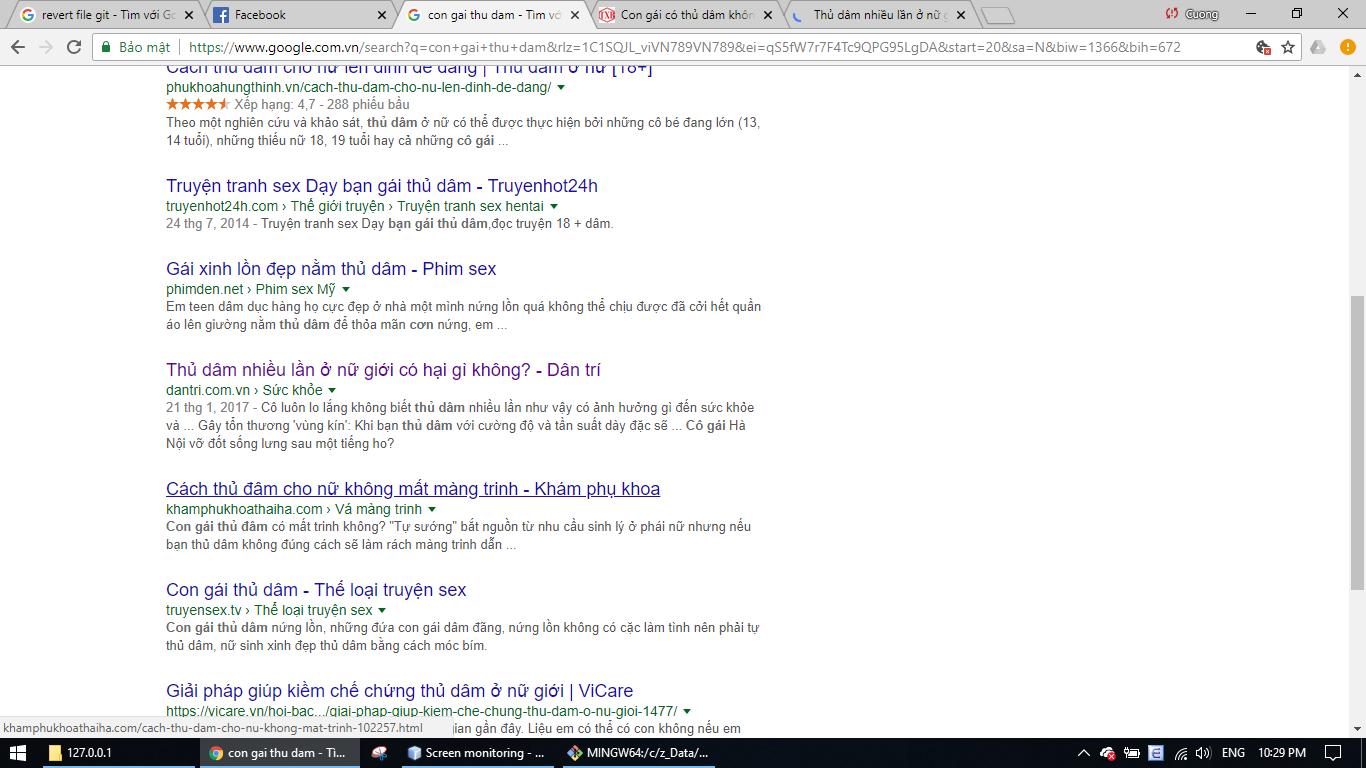 revert file git - Tìm với Go
Facebook
con gai thu dam - Tìm vớ
Con gái có thủ dâm khôn
Thủ dâm nhiều lần ở nữ g
Cuong
Bảo mật
https://www.google.com.vn/search?q=con+gai+thu+dam&rlz=1C1SQJL_viVN789VN789&ei=qS5fW7r7F4Tc9QPG95LgDA&start=20&sa=N&biw=1366&bih=672
Cách thủ dâm cho nữ lên đỉnh dễ dàng | Thủ dâm ở nữ [18+]
phukhoahungthinh.vn/cach-thu-dam-cho-nu-len-dinh-de-dang/
Xếp hạng: 4,7 - 288 phiếu bầu
Theo một nghiên cứu và khảo sát, thủ dâm ở nữ có thể được thực hiện bởi những cô bé đang lớn (13,
14 tuổi), những thiếu nữ 18, 19 tuổi hay cả những cô gái ...
Truyện tranh sex Dạy bạn gái thủ dâm - Truyenhot24h
truyenhot24h.com › Thế giới truyện › Truyện tranh sex hentai
24 thg 7, 2014 - Truyện tranh sex Dạy bạn gái thủ dâm,đọc truyện 18 + dâm.
Gái xinh lồn đẹp nằm thủ dâm - Phim sex
phimden.net › Phim sex Mỹ
Em teen dâm dục hàng họ cực đẹp ở nhà một mình nứng lồn quá không thể chịu được đã cởi hết quần
áo lên giường nằm thủ dâm để thỏa mãn cơn nứng, em ...
Thủ dâm nhiều lần ở nữ giới có hại gì không? - Dân trí
dantri.com.vn › Sức khỏe
21 thg 1, 2017 - Cô luôn lo lắng không biết thủ dâm nhiều lần như vậy có ảnh hưởng gì đến sức khỏe
và ... Gây tổn thương 'vùng kín': Khi bạn thủ dâm với cường độ và tần suất dày đặc sẽ ... Cô gái Hà
Nội vỡ đốt sống lưng sau một tiếng ho?
Cách thủ đâm cho nữ không mất màng trinh - Khám phụ khoa
khamphukhoathaiha.com › Vá màng trinh
Con gái thủ đâm có mất trinh không? "Tự sướng" bắt nguồn từ nhu cầu sinh lý ở phái nữ nhưng nếu
bạn thủ dâm không đúng cách sẽ làm rách màng trinh dẫn ...
Con gái thủ dâm - Thể loại truyện sex
truyensex.tv › Thể loại truyện sex
Con gái thủ dâm nứng lồn, những đứa con gái dâm đãng, nứng lồn không có cặc làm tình nên phải tự
thủ dâm, nữ sinh xinh đẹp thủ dâm bằng cách móc bím.
Giải pháp giúp kiềm chế chứng thủ dâm ở nữ giới | ViCare
https://vicare.vn/hoi-bac.../giai-phap-giup-kiem-che-chung-thu-dam-o-nu-gioi-1477/
gian gần đây. Liệu em có thể có con không nếu em
khamphukhoathaiha.com/cach-thu-dam-cho-nu-khong-mat-trinh-102257.html
127.0.0.1
con gai thu dam - Tì...
Screen monitoring - ...
MINGW64:/c/z_Data/...
ENG
10:29 PM